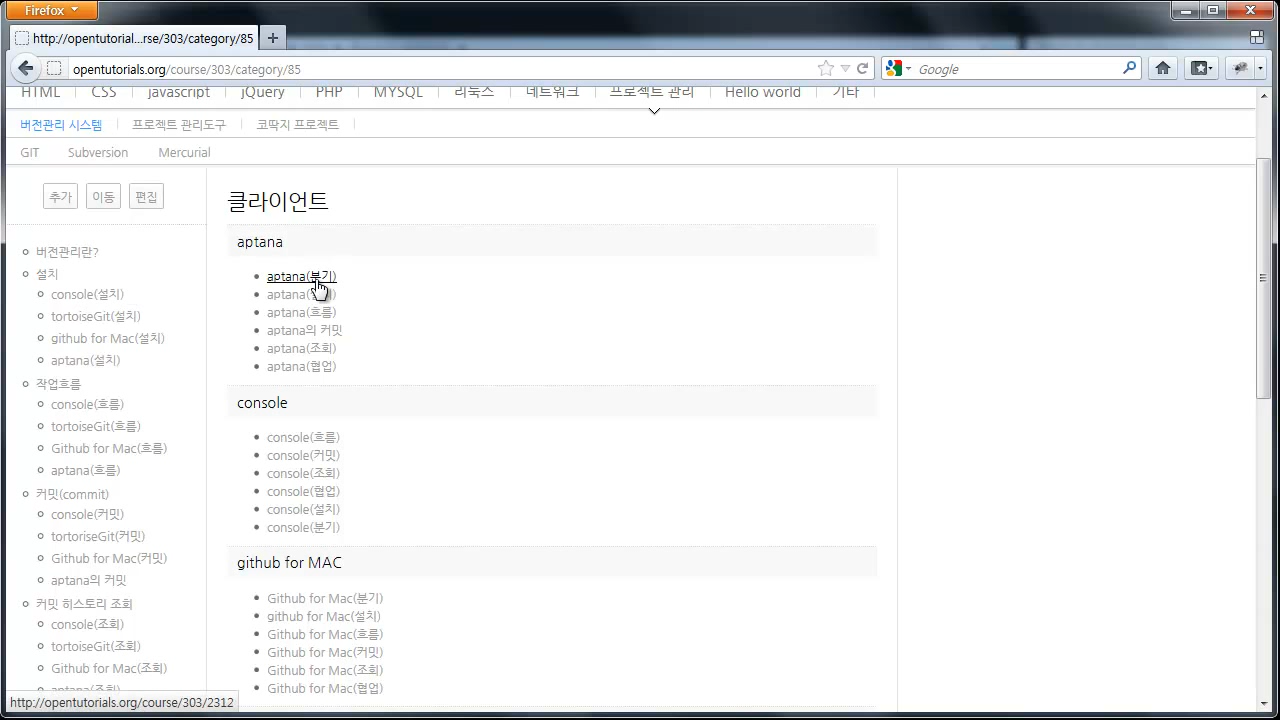 Firefox
http://opentutorial...rse/303/category/85
opentutorials.org/course/303/category/85
Google
HTML CSS javascript jQuery PHP MYSQL 리눅스 네트워크 프로젝트 관리 Hello world 기타
버전관리 시스템 프로젝트 관리도구 코딱지 프로젝트
GIT Subversion Mercurial
추가 이동 편집
버전관리란?
설치
console(설치)
tortoiseGit(설치)
github for Mac(설치)
aptana(설치)
작업흐름
console(흐름)
tortoiseGit(흐름)
Github for Mac(흐름)
aptana(흐름)
커밋(commit)
console(커밋)
tortoriseGit(커밋)
Github for Mac(커밋)
aptana의 커밋
커밋 히스토리 조회
console(조회)
tortoiseGit(조회)
Github for Mac(조회)
aptana(조회)
클라이언트
aptana
aptana(분기)
aptana
aptana(흐름)
aptana의 커밋
aptana(조회)
aptana(협업)
console
console(흐름)
console(커밋)
console(조회)
console(협업)
console(설치)
console(분기)
github for MAC
Github for Mac(분기)
github for Mac(설치)
Github for Mac(흐름)
Github for Mac(커밋)
Github for Mac(조회)
Github for Mac(협업)
http://opentutorials.org/course/303/2312